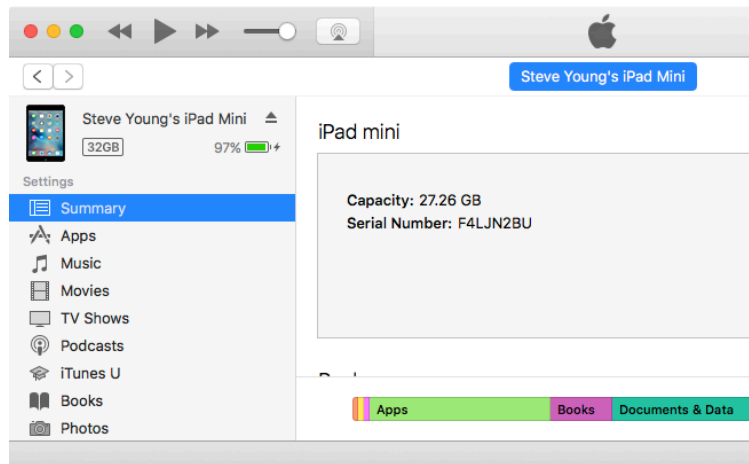 Steve Young's iPad Mini
Steve Young's iPad Mini
32GB 97%
Settings
Summary
Apps
Music
Movies
TV Shows
Podcasts
iTunes U
Books
Photos
iPad mini
Capacity: 27.26 GB
Serial Number: F4LJN2BU
Apps Books Documents & Data